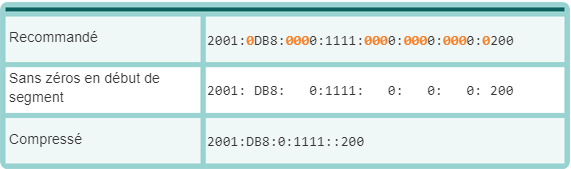 Recommandé
2001:0DB8:0000:1111:0000:0000:0000:0200
Sans zéros en début de
segment
2001: DB8:   0:1111:   0:   0:   0: 200
Compressé
2001:DB8:0:1111::200